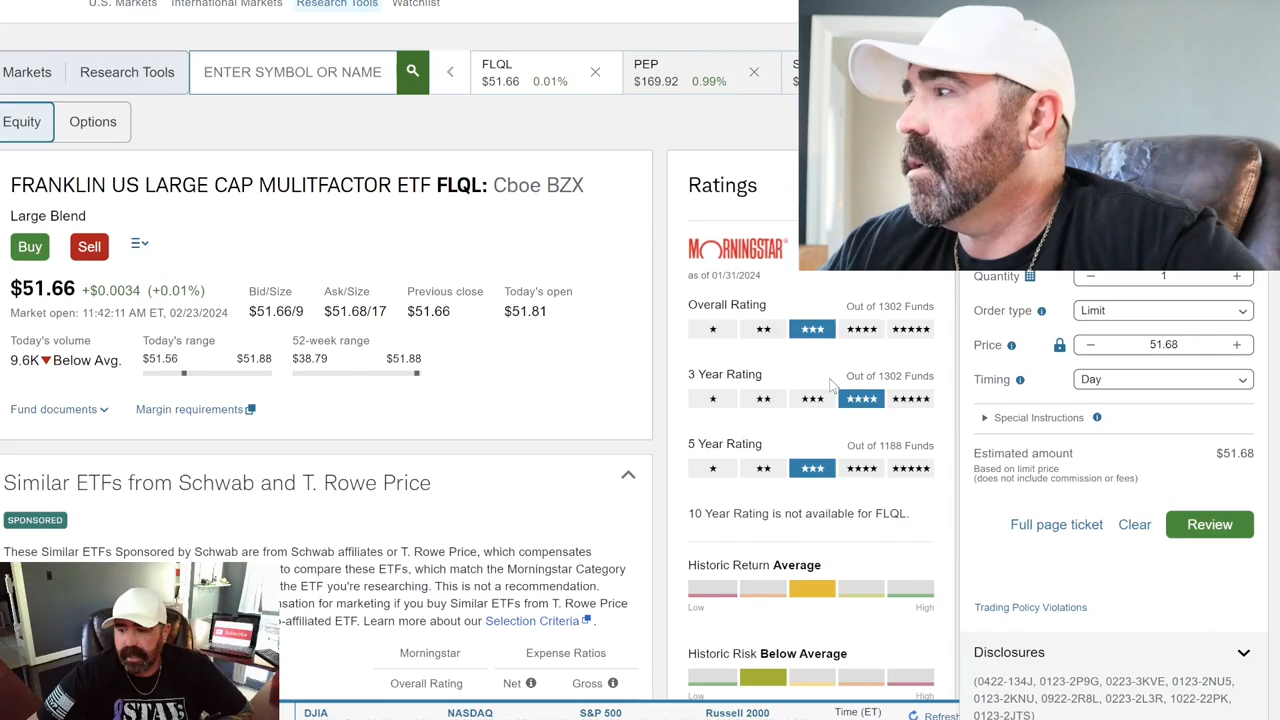 U.S. Markets International Markets Research Tools Watchlist
Markets Research Tools ENTER SYMBOL OR NAME
FLQL
$51.66 0.01%
PEP
$169.92 0.99%
Equity Options
FRANKLIN US LARGE CAP MULITFACTOR ETF FLQL: Cboe BZX
Large Blend
Buy Sell
$51.66 +$0.0034 (+0.01%)
Market open: 11:42:11 AM ET, 02/23/2024
Bid/Size Ask/Size Previous close Today's open
$51.66/9 $51.68/17 $51.66 $51.81
Today's volume Today's range 52-week range
9.6K Below Avg. $51.56 $51.88 $38.79 $51.88
Fund documents Margin requirements
Similar ETFs from Schwab and T. Rowe Price
SPONSORED
These Similar ETFs Sponsored by Schwab are from Schwab affiliates or T. Rowe Price, which compensates
to compare these ETFs, which match the Morningstar Category
the ETF you're researching. This is not a recommendation.
nsation for marketing if you buy Similar ETFs from T. Rowe Price
-affiliated ETF. Learn more about our Selection Criteria.
Morningstar Expense Ratios
Overall Rating Net Gross
Ratings
MORNINGSTAR
as of 01/31/2024
Overall Rating Out of 1302 Funds
★ ★★ ★★★ ★★★★ ★★★★★
3 Year Rating Out of 1302 Funds
★ ★★ ★★★ ★★★★ ★★★★★
5 Year Rating Out of 1188 Funds
★ ★★ ★★★ ★★★★ ★★★★★
10 Year Rating is not available for FLQL.
Historic Return Average
Low High
Historic Risk Below Average
Low High
Quantity 1
Order type Limit
Price 51.68
Timing Day
Special Instructions
Estimated amount $51.68
Based on limit price
(does not include commission or fees)
Full page ticket Clear Review
Trading Policy Violations
Disclosures
(0422-134J, 0123-2P9G, 0223-3KVE, 0123-2NU5,
0123-2KNU, 0922-2R8L, 0223-2L3R, 1022-22PK,
0123-2JTS)
Subscribe
STAY
DJIA NASDAQ S&P 500 Russell 2000 Time (ET) Refresh